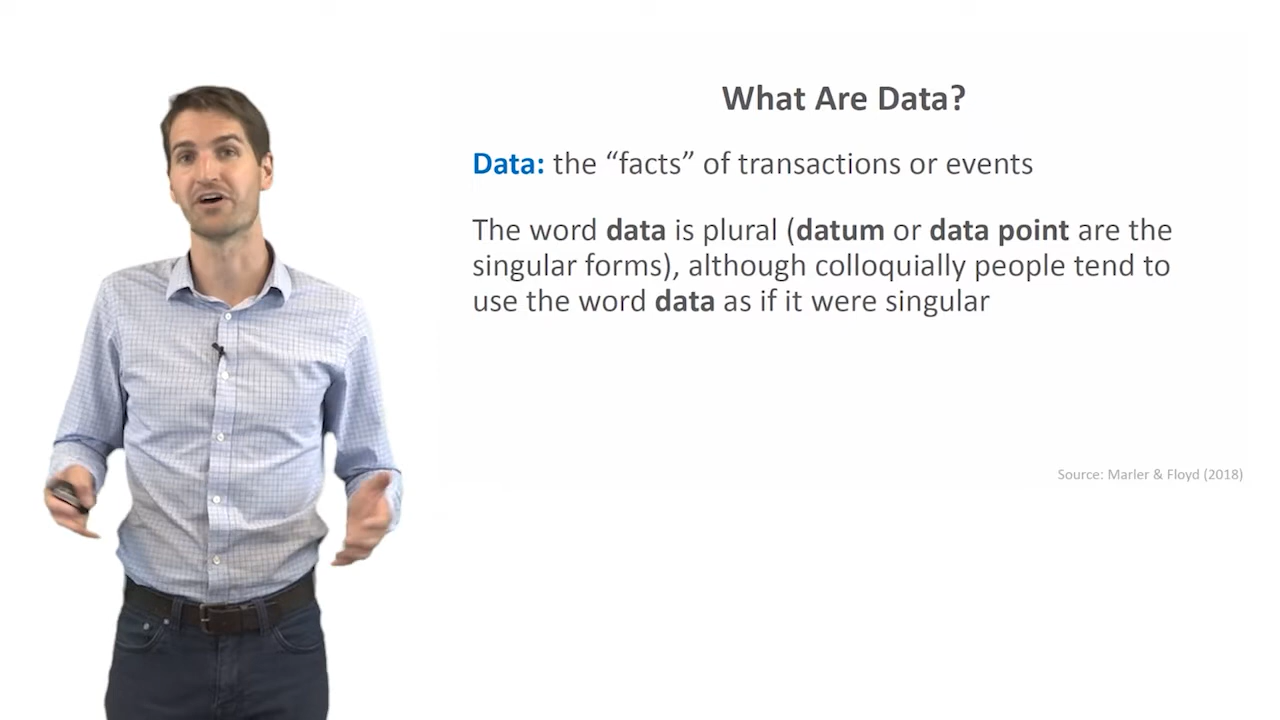 What Are Data?
Data: the “facts” of transactions or events
The word data is plural (datum or data point are the
singular forms), although colloquially people tend to
use the word data as if it were singular
Source: Marler & Floyd (2018)